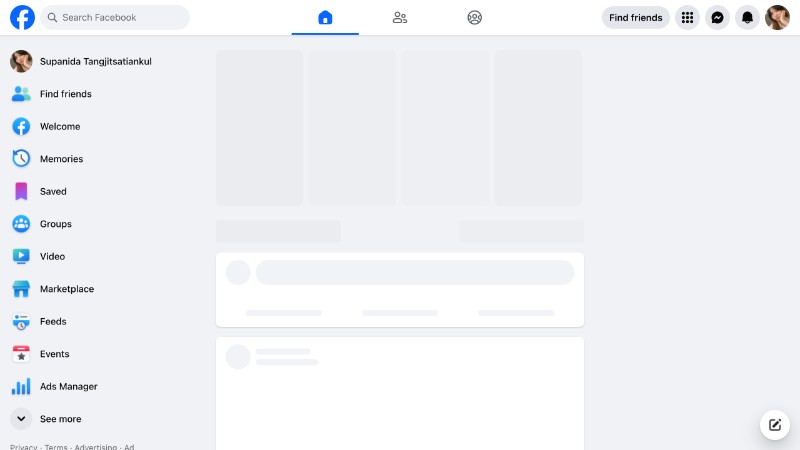 Search Facebook
Find friends
Supanida Tangjitsatiankul
Find friends
Welcome
Memories
Saved
Groups
Video
Marketplace
Feeds
Events
Ads Manager
See more
Privacy · Terms · Advertising · Ad